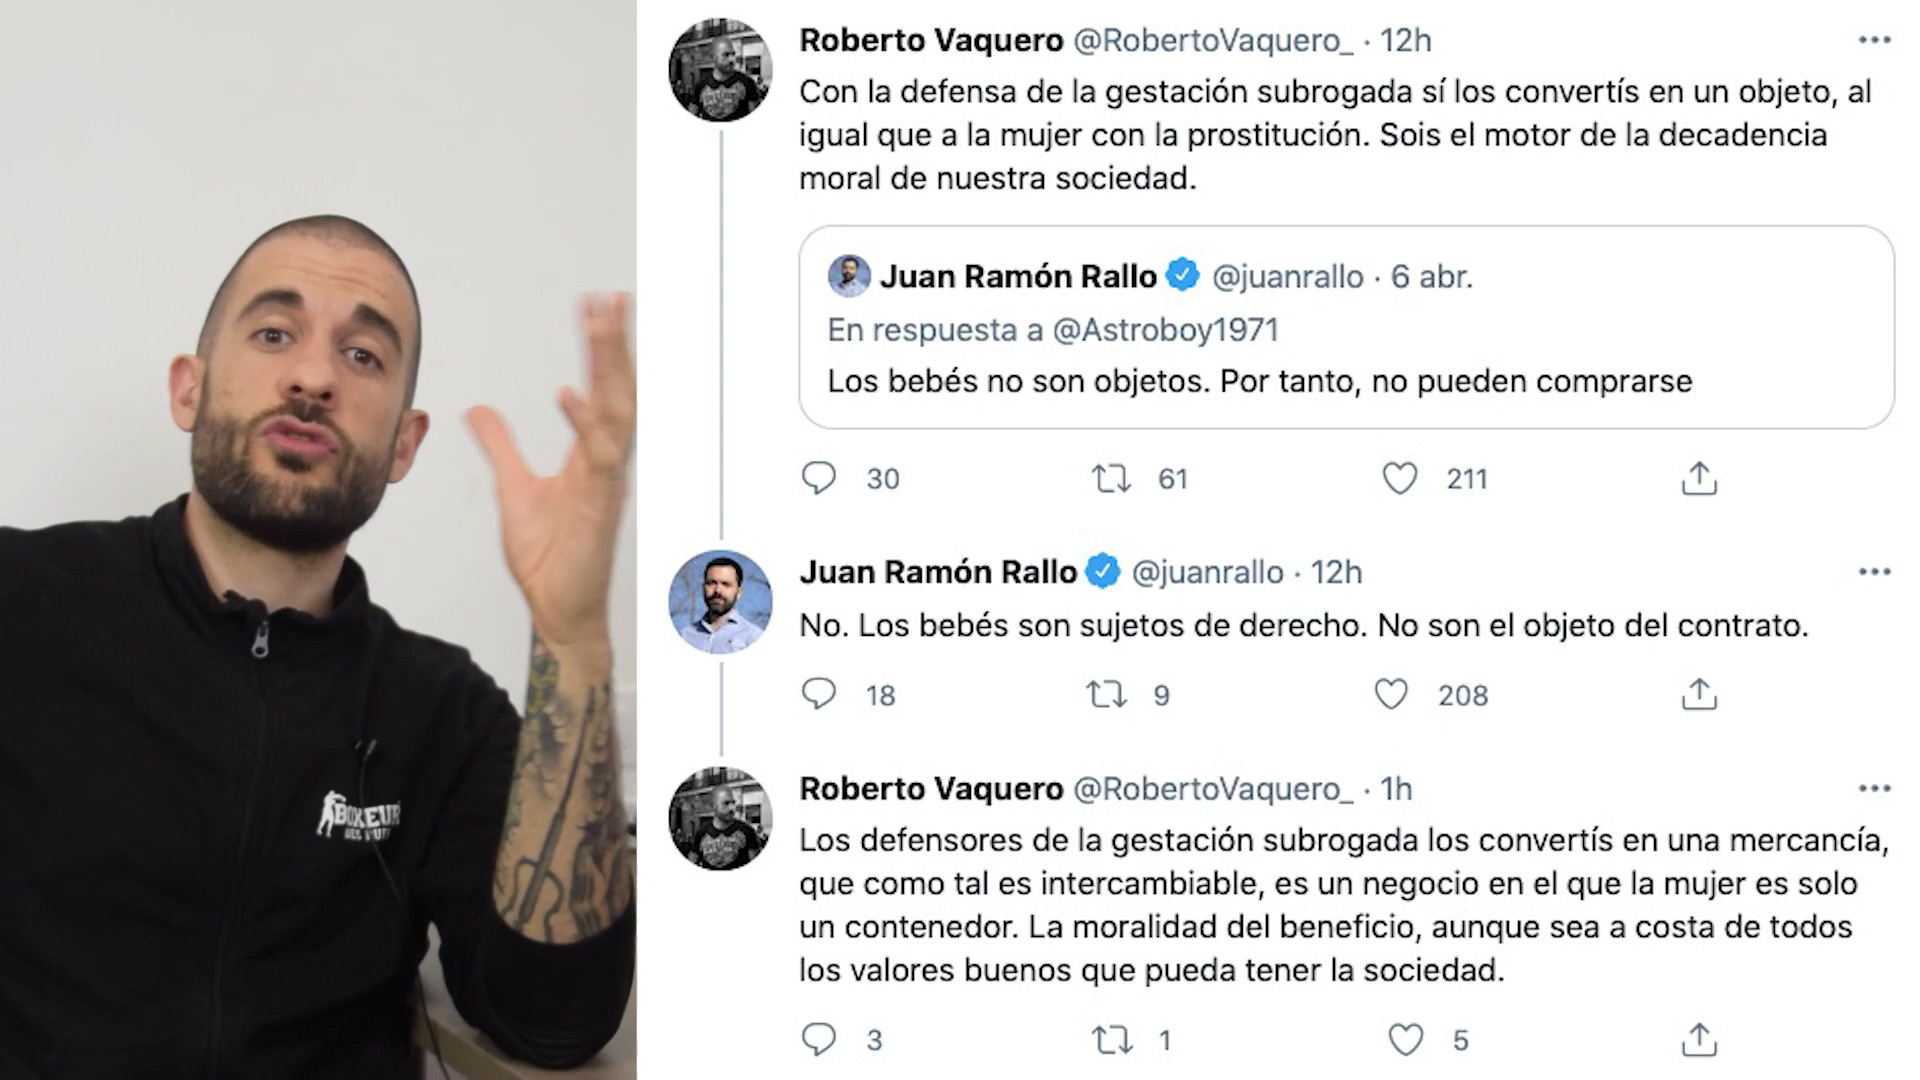 Roberto Vaquero @RobertoVaquero_ · 12h
Con la defensa de la gestación subrogada sí los convertís en un objeto, al
igual que a la mujer con la prostitución. Sois el motor de la decadencia
moral de nuestra sociedad.
Juan Ramón Rallo @juanrallo · 6 abr.
En respuesta a @Astroboy1971
Los bebés no son objetos. Por tanto, no pueden comprarse
30 61 211
Juan Ramón Rallo @juanrallo · 12h
No. Los bebés son sujetos de derecho. No son el objeto del contrato.
18 9 208
Roberto Vaquero @RobertoVaquero_ · 1h
Los defensores de la gestación subrogada los convertís en una mercancía,
que como tal es intercambiable, es un negocio en el que la mujer es solo
un contenedor. La moralidad del beneficio, aunque sea a costa de todos
los valores buenos que pueda tener la sociedad.
3 1 5
BOXEUR